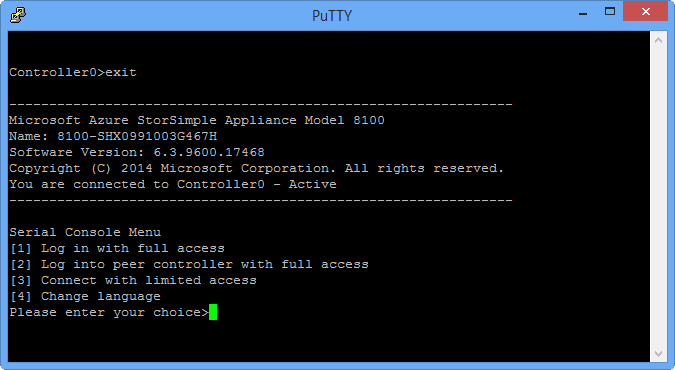 PuTTY
Controller0>exit
---------------------------------------------------------------
Microsoft Azure StorSimple Appliance Model 8100
Name: 8100-SHX0991003G467H
Software Version: 6.3.9600.17468
Copyright (C) 2014 Microsoft Corporation. All rights reserved.
You are connected to Controller0 - Active
---------------------------------------------------------------
Serial Console Menu
[1] Log in with full access
[2] Log into peer controller with full access
[3] Connect with limited access
[4] Change language
Please enter your choice>